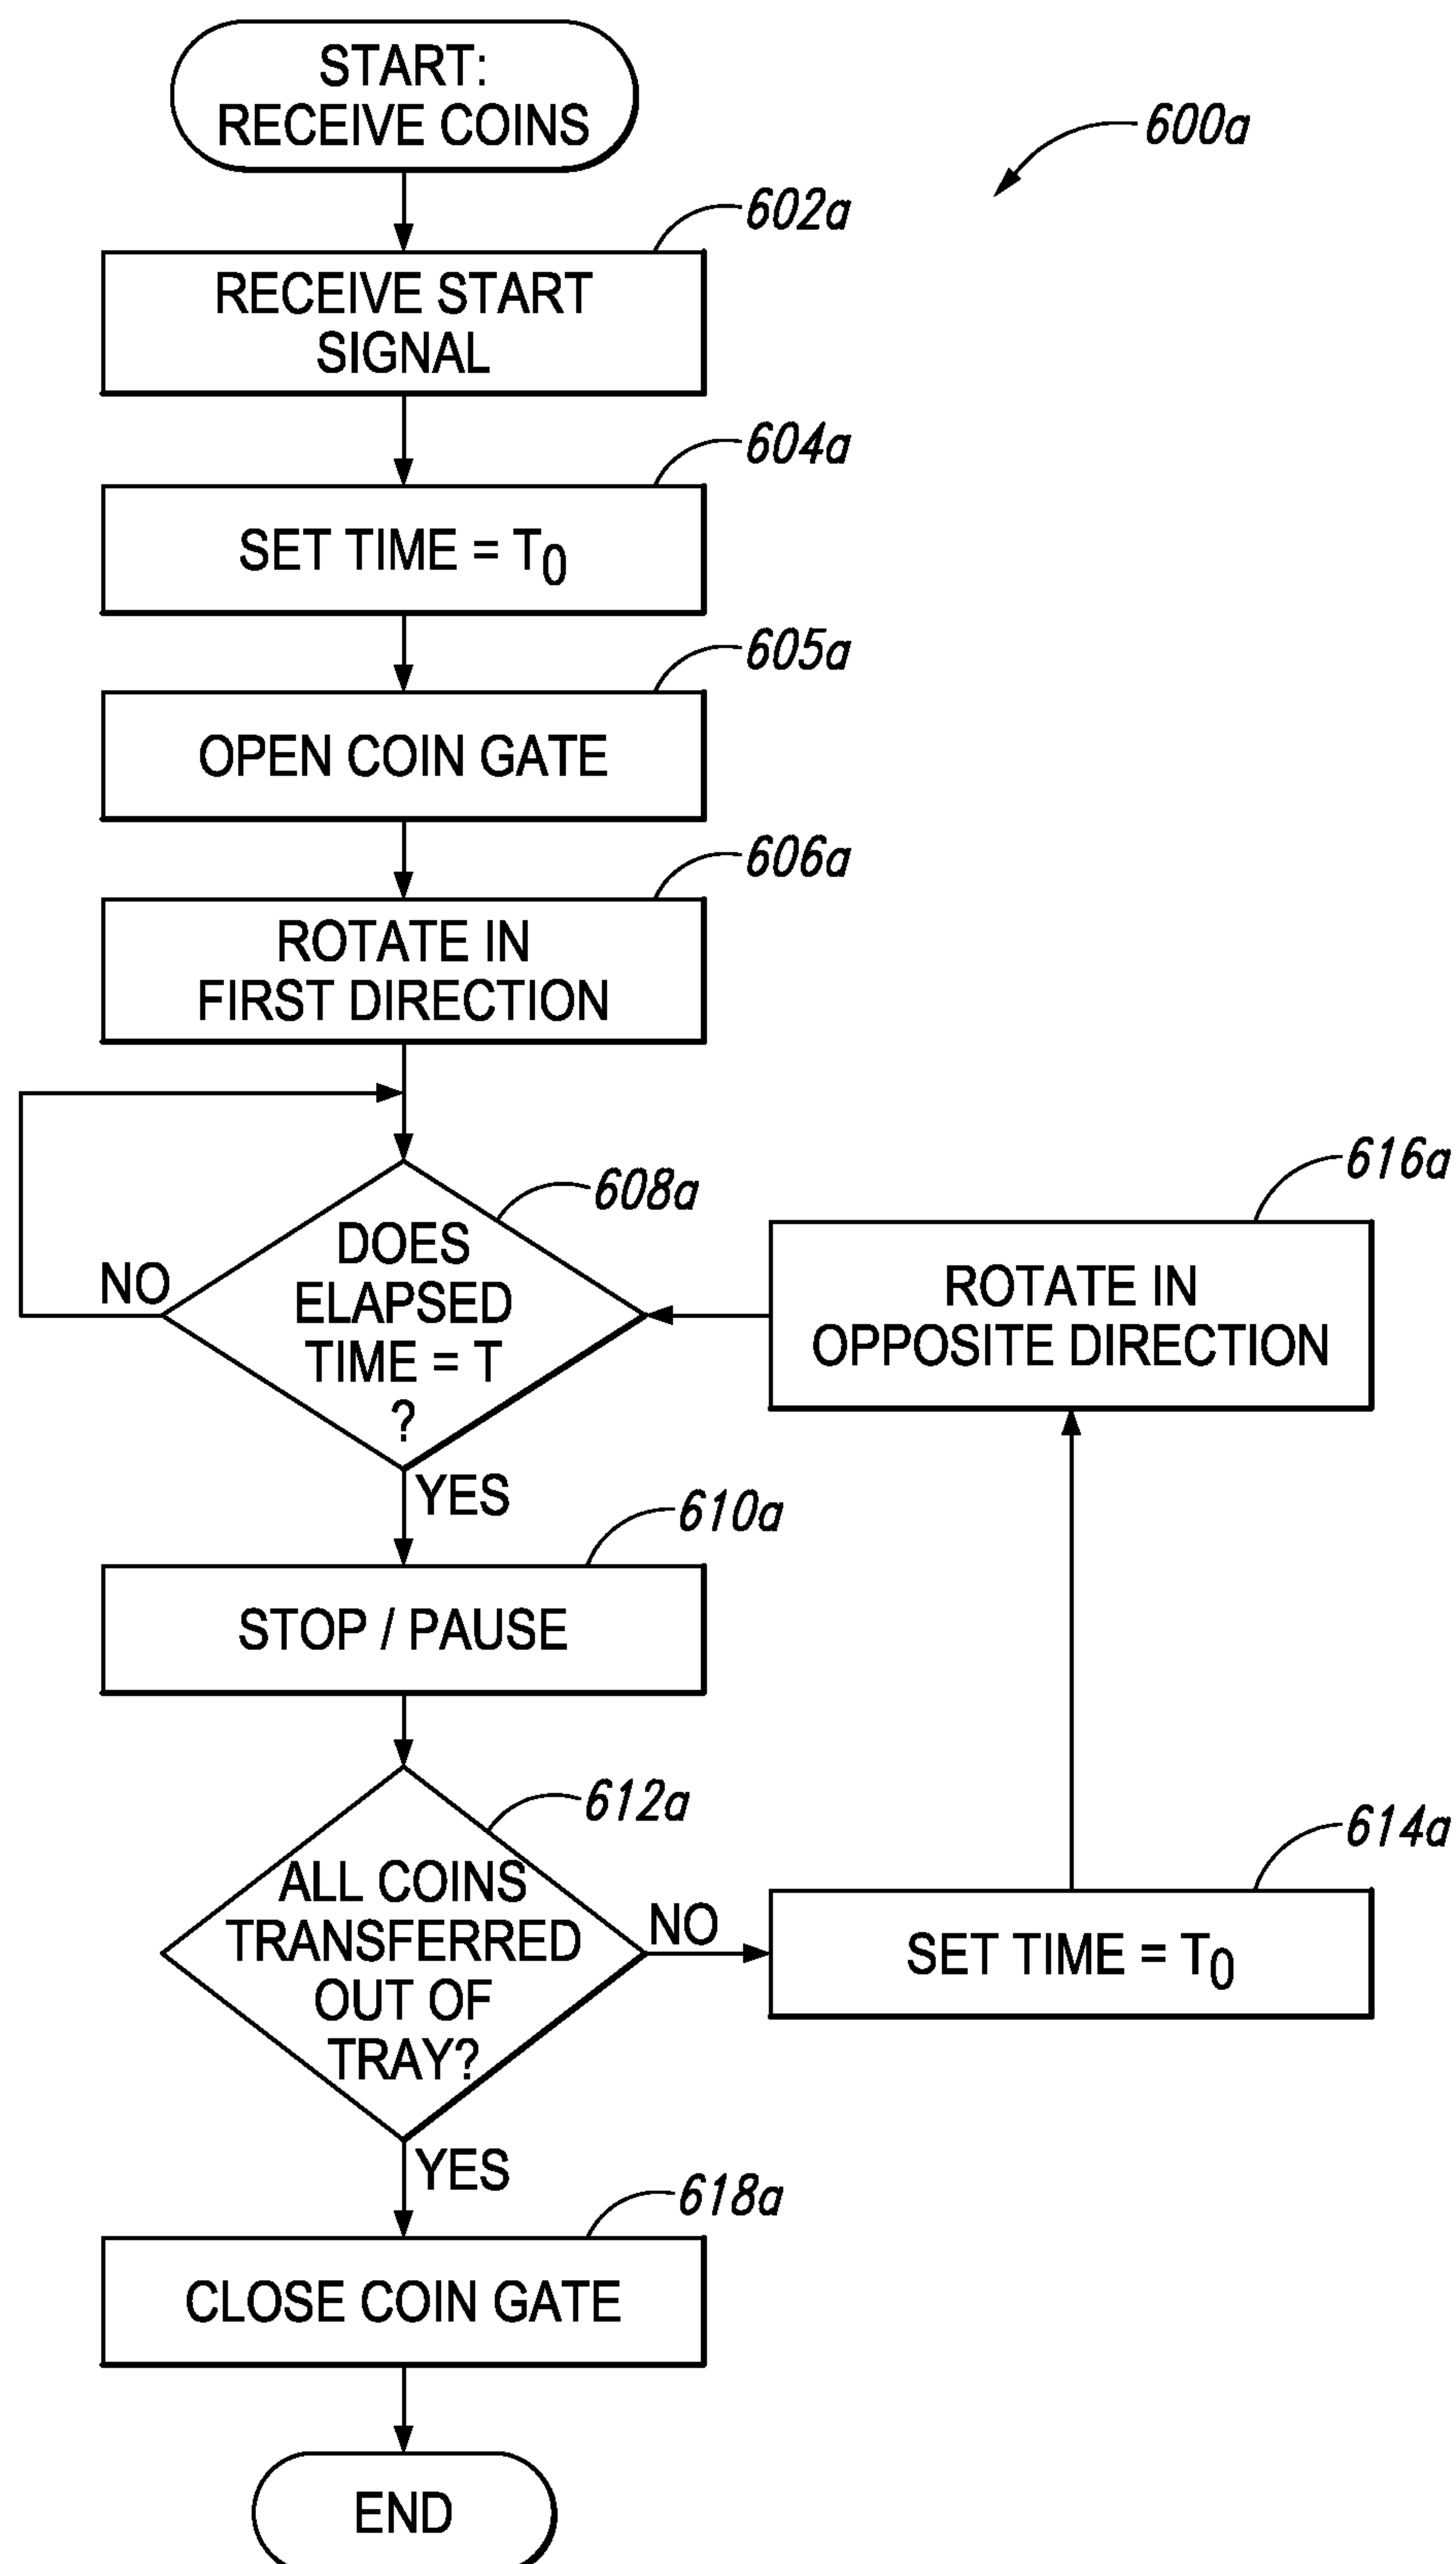 START:
RECEIVE COINS
600a
602a
RECEIVE START
SIGNAL
604a
SET TIME = T0
605a
OPEN COIN GATE
606a
ROTATE IN
FIRST DIRECTION
608a
DOES
ELAPSED
TIME = T
?
NO
YES
616a
ROTATE IN
OPPOSITE DIRECTION
610a
STOP / PAUSE
612a
ALL COINS
TRANSFERRED
OUT OF
TRAY?
NO
YES
614a
SET TIME = T0
618a
CLOSE COIN GATE
END